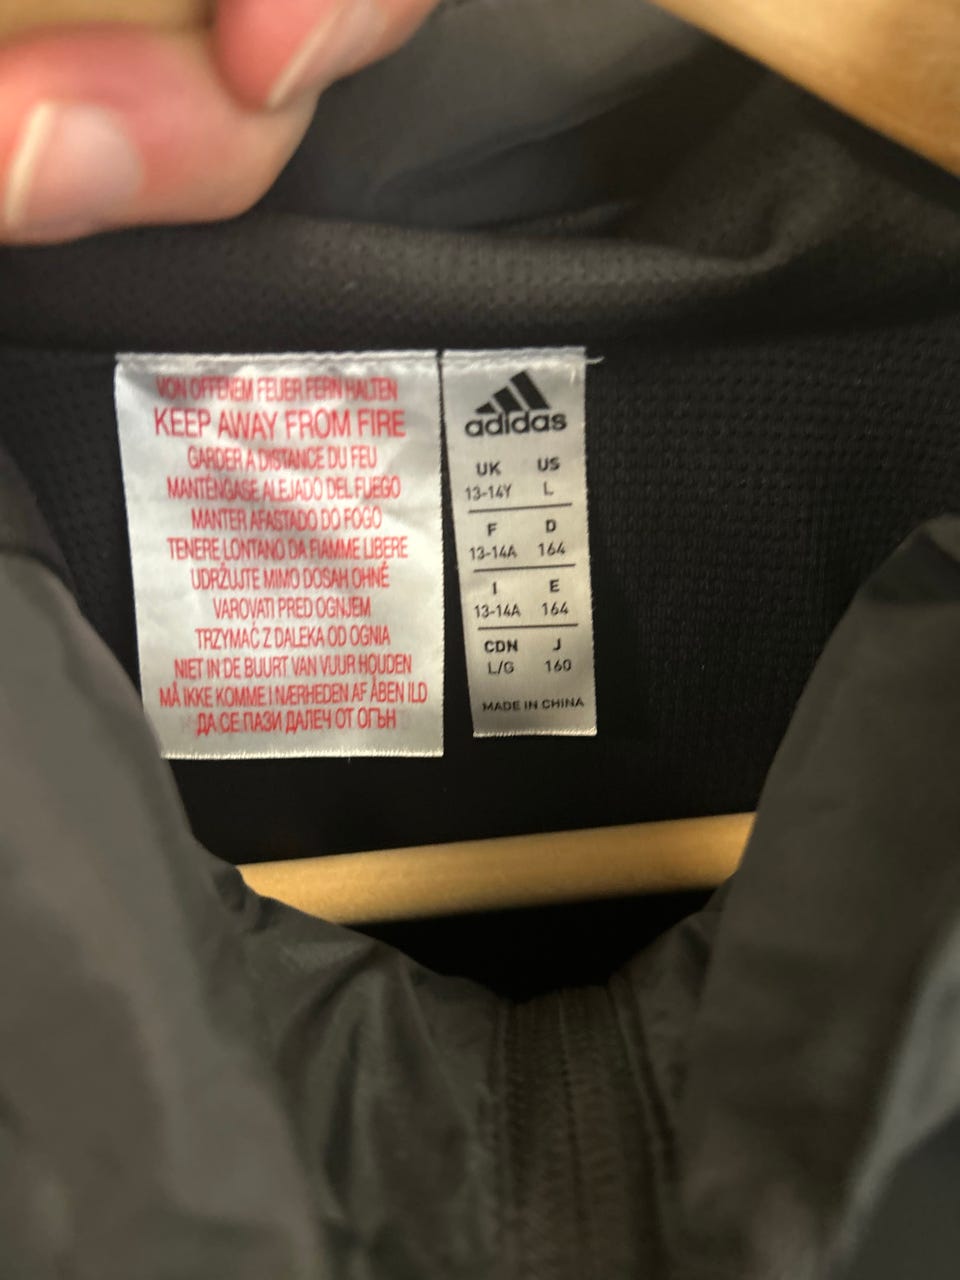 VON OFFENEM FEUER FERN HALTEN
KEEP AWAY FROM FIRE
GARDER A DISTANCE DU FEU
MANTÉNGASE ALEJADO DEL FUEGO
MANTER AFASTADO DO FOGO
TENERE LONTANO DA FIAMME LIBERE
UDRŽUJTE MIMO DOSAH OHNĚ
VAROVATI PRED OGNJEM
TRZYMAĆ Z DALEKA OD OGNIA
NIET IN DE BUURT VAN VUUR HOUDEN
MÅ IKKE KOMME I NÆRHEDEN AF ÅBEN ILD
ДА СЕ ПАЗИ ДАЛЕЧ ОТ ОГЪН
adidas
UK US
13-14Y L
F D
13-14A 164
I E
13-14A 164
CDN J
L/G 160
MADE IN CHINA